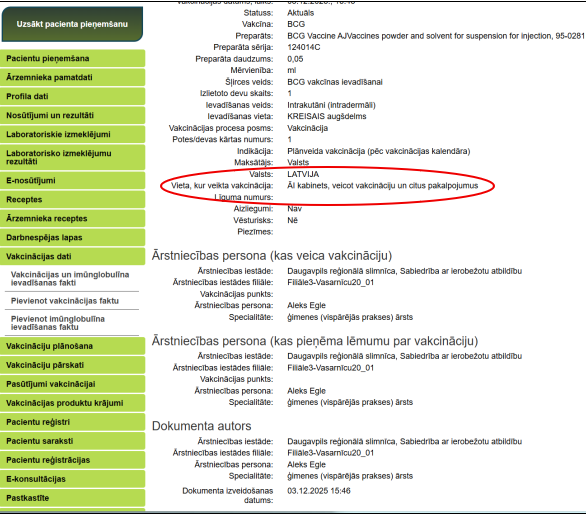 Uzsākt pacienta pieņemšanu
Pacientu pieņemšana
Ārzemnieka pamatdati
Profila dati
Nosūtījumi un rezultāti
Laboratoriskie izmeklējumi
Laboratorisko izmeklējumu
rezultāti
E-nosūtījumi
Receptes
Ārzemnieka receptes
Darbnespējas lapas
Vakcinācijas dati
Vakcinācijas un imūnglobulīna
ievadīšanas fakti
Pievienot vakcinācijas faktu
Pievienot imūnglobulīna
ievadīšanas faktu
Vakcināciju plānošana
Vakcināciju pārskati
Pasūtījumi vakcinācijai
Vakcinācijas produktu krājumi
Pacientu reģistri
Pacientu saraksti
Pacientu reģistrācijas
E-konsultācijas
Pastkastīte
Statuss: Aktuāls
Vakcīna: BCG
Preparāts: BCG Vaccine AJVaccines powder and solvent for suspension for injection, 95-0281
Preparāta sērija: 124014C
Preparāta daudzums: 0,05
Mērvienība: ml
Šļirces veids: BCG vakcīnas ievadīšanai
Izlietoto devu skaits: 1
Ievadīšanas veids: Intrakutāni (intradermāli)
Ievadīšanas vieta: KREISAIS augšdelms
Vakcinācijas procesa posms: Vakcinācija
Potes/devas kārtas numurs: 1
Indikācija: Plānveida vakcinācija (pēc vakcinācijas kalendāra)
Maksātājs: Valsts
Valsts: LATVIJA
Vieta, kur veikta vakcinācija: ĀI kabinets, veicot vakcināciju un citus pakalpojumus
Līguma numurs:
Aizliegumi: Nav
Vēsturisks: Nē
Piezīmes:
Ārstniecības persona (kas veica vakcināciju)
Ārstniecības iestāde: Daugavpils reģionālā slimnīca, Sabiedrība ar ierobežotu atbildību
Ārstniecības iestādes filiāle: Filiāle3-Vasarnīcu20_01
Vakcinācijas punkts:
Ārstniecības persona: Aleks Egle
Specialitāte: ģimenes (vispārējās prakses) ārsts
Ārstniecības persona (kas pieņēma lēmumu par vakcināciju)
Ārstniecības iestāde: Daugavpils reģionālā slimnīca, Sabiedrība ar ierobežotu atbildību
Ārstniecības iestādes filiāle: Filiāle3-Vasarnīcu20_01
Vakcinācijas punkts:
Ārstniecības persona: Aleks Egle
Specialitāte: ģimenes (vispārējās prakses) ārsts
Dokumenta autors
Ārstniecības iestāde: Daugavpils reģionālā slimnīca, Sabiedrība ar ierobežotu atbildību
Ārstniecības iestādes filiāle: Filiāle3-Vasarnīcu20_01
Ārstniecības persona: Aleks Egle
Specialitāte: ģimenes (vispārējās prakses) ārsts
Dokumenta izveidošanas 03.12.2025 15:46
datums: